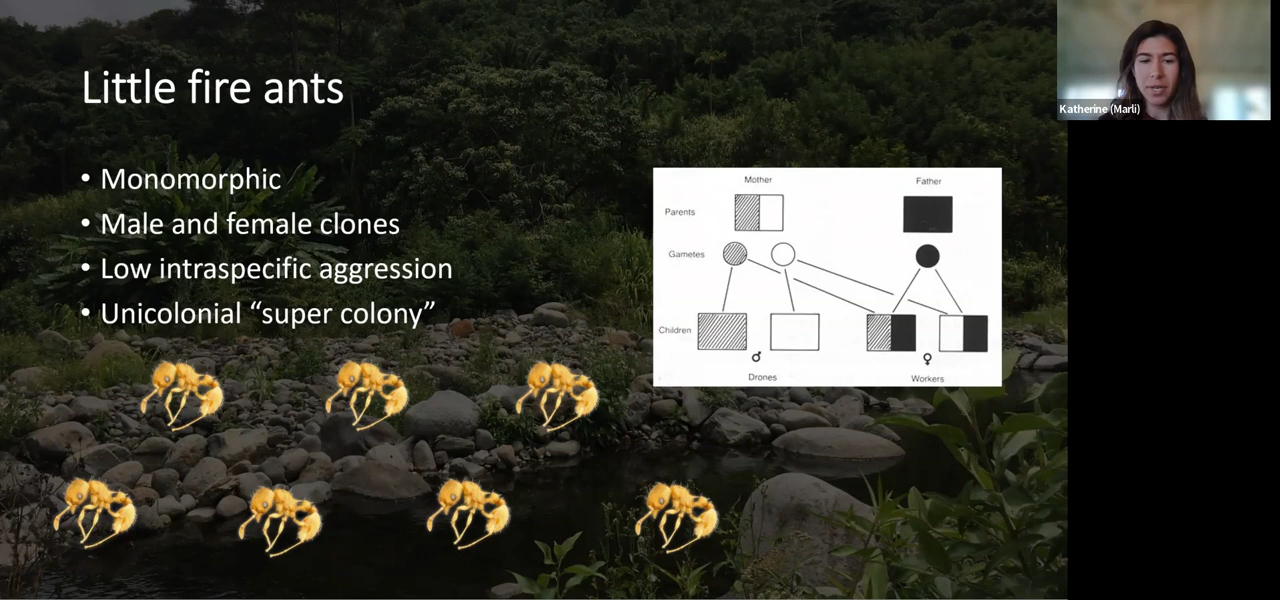 Little fire ants
• Monomorphic
• Male and female clones
• Low intraspecific aggression
• Unicolonial “super colony”
Mother
Father
Parents
Gametes
Children
♂
♀
Drones
Workers
Katherine (Marli)